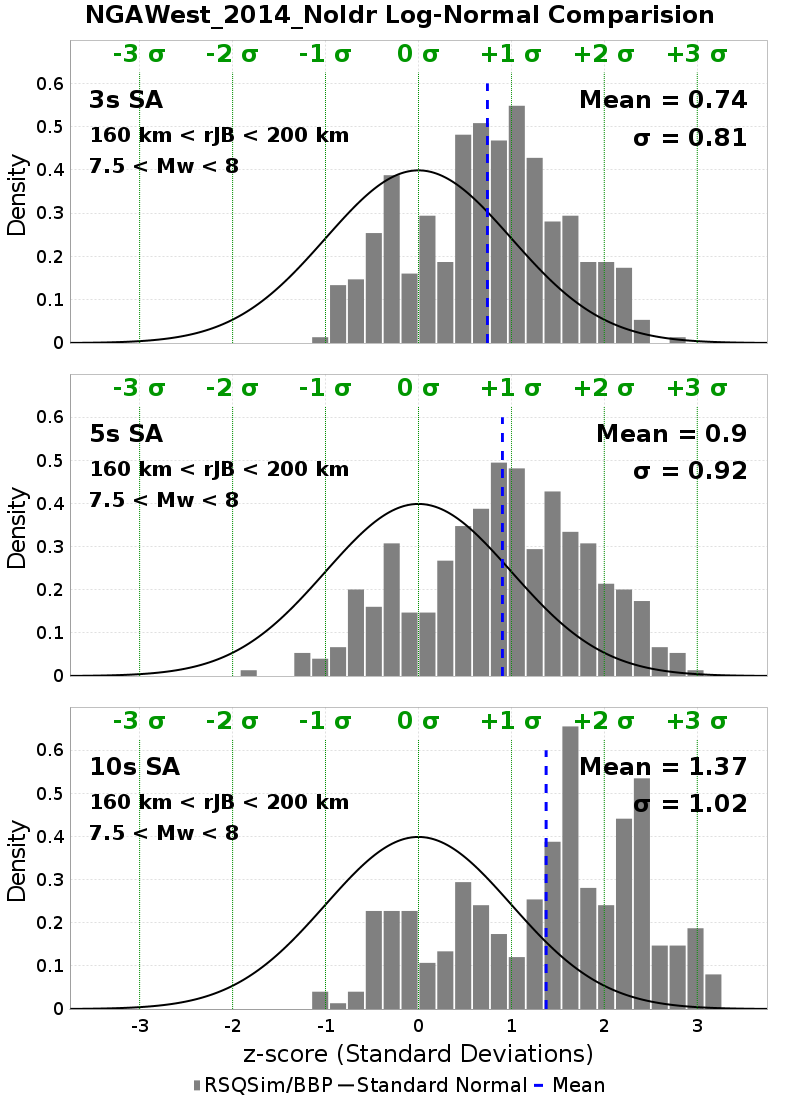 NGAWest_2014_NoIdr Log-Normal Comparision
-3 σ -2 σ -1 σ 0 σ +1 σ +2 σ +3 σ
3s SA
160 km < rJB < 200 km
7.5 < Mw < 8
Mean = 0.74
σ = 0.81
Density
0.6
0.5
0.4
0.3
0.2
0.1
0
-3 σ -2 σ -1 σ 0 σ +1 σ +2 σ +3 σ
5s SA
160 km < rJB < 200 km
7.5 < Mw < 8
Mean = 0.9
σ = 0.92
Density
0.6
0.5
0.4
0.3
0.2
0.1
0
-3 σ -2 σ -1 σ 0 σ +1 σ +2 σ +3 σ
10s SA
160 km < rJB < 200 km
7.5 < Mw < 8
Mean = 1.37
σ = 1.02
Density
0.6
0.5
0.4
0.3
0.2
0.1
0
-3 -2 -1 0 1 2 3
z-score (Standard Deviations)
RSQSim/BBP Standard Normal Mean